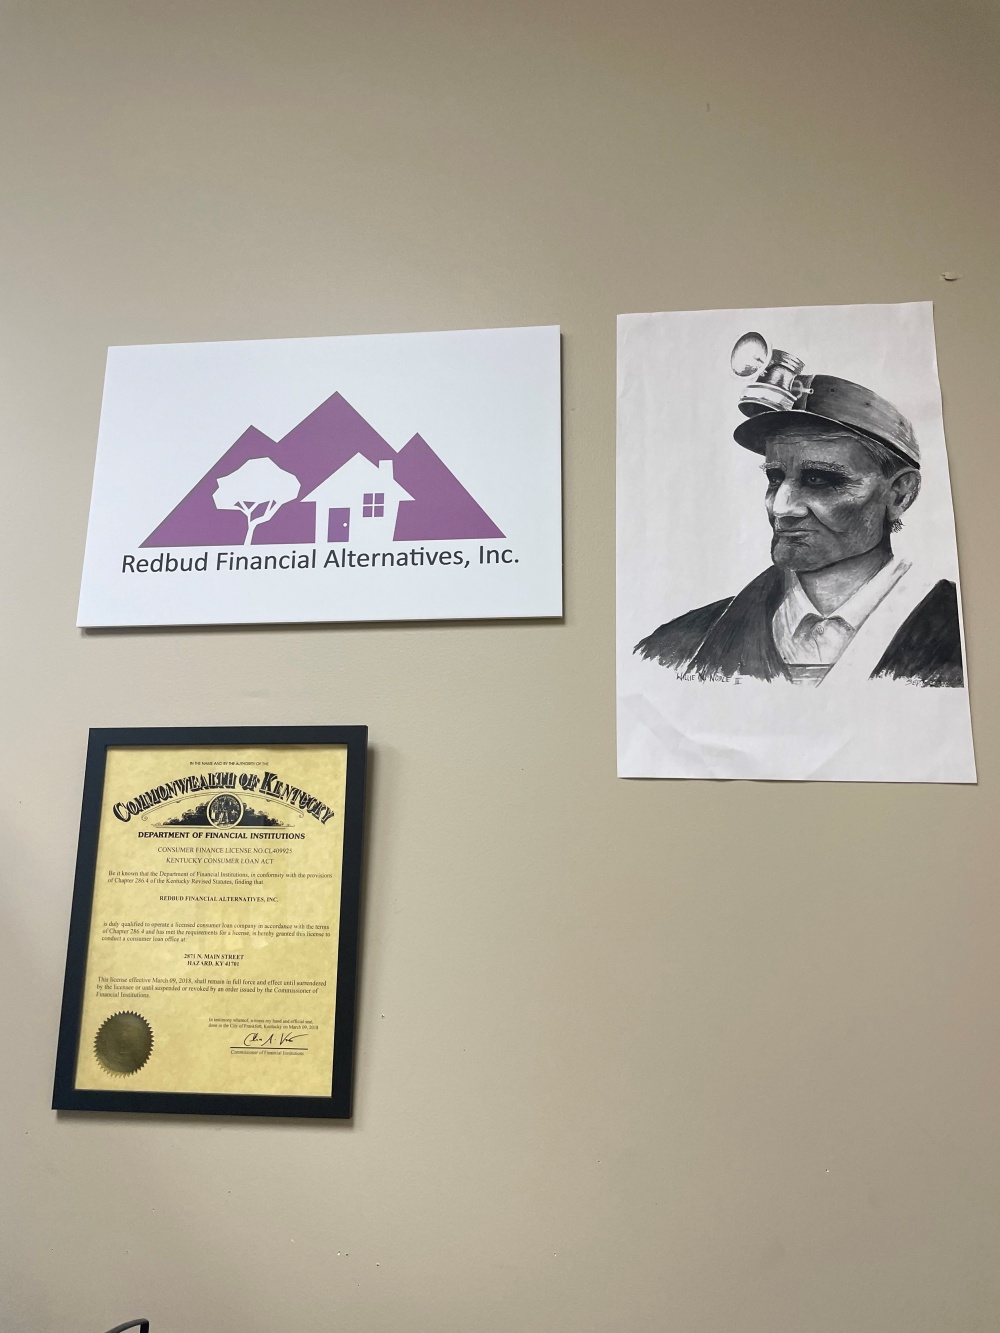 Redbud Financial Alternatives, Inc.
WILLIE NOBLE II
IN THE NAME AND BY THE AUTHORITY OF THE
COMMONWEALTH OF KENTUCKY
DEPARTMENT OF FINANCIAL INSTITUTIONS
CONSUMER FINANCE LICENSE NO.CL409925
KENTUCKY CONSUMER LOAN ACT
Be it known that the Department of Financial Institutions, in conformity with the provisions
of Chapter 286.4 of the Kentucky Revised Statutes, finding that
REDBUD FINANCIAL ALTERNATIVES, INC.
is duly qualified to operate a licensed consumer loan company in accordance with the terms
of Chapter 286.4 and has met the requirements for a license, is hereby granted this license to
conduct a consumer loan office at:
2871 N. MAIN STREET
HAZARD, KY 41701
This license effective March 09, 2018, shall remain in full force and effect until surrendered
by the licensee or until suspended or revoked by an order issued by the Commissioner of
Financial Institutions.
In testimony whereof, witness my hand and official seal,
done in the City of Frankfort, Kentucky on March 09, 2018
Commissioner of Financial Institutions